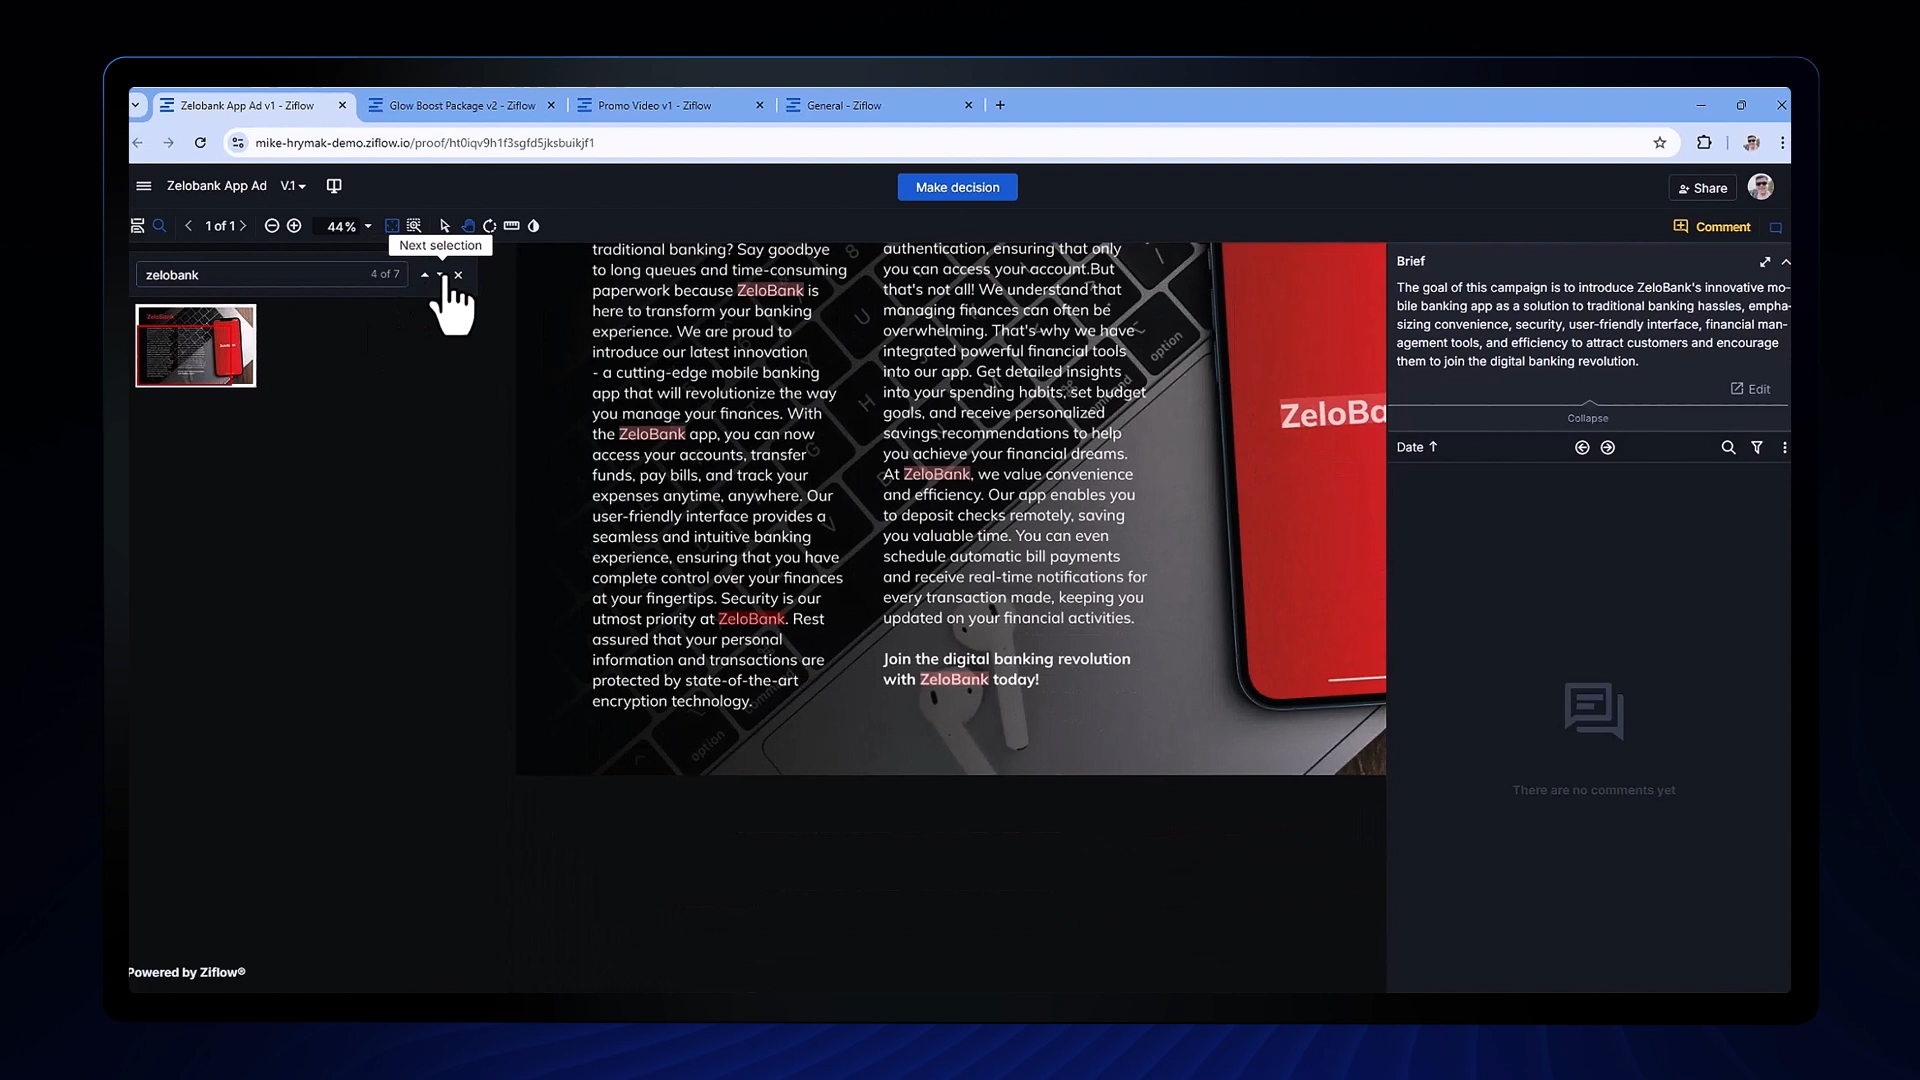 Zelobank App Ad v1 - Ziflow
Glow Boost Package v2 - Ziflow
Promo Video v1 - Ziflow
General - Ziflow
mike-hrymak-demo.ziflow.io/proof/ht0iqv9h1f3sgfd5jksbuikjf1
Zelobank App Ad V.1
Make decision
Share
1 of 1
44%
Comment
Next selection
zelobank
4 of 7
traditional banking? Say goodbye
to long queues and time-consuming
paperwork because ZeloBank is
here to transform your banking
experience. We are proud to
introduce our latest innovation
- a cutting-edge mobile banking
app that will revolutionize the way
you manage your finances. With
the ZeloBank app, you can now
access your accounts, transfer
funds, pay bills, and track your
expenses anytime, anywhere. Our
user-friendly interface provides a
seamless and intuitive banking
experience, ensuring that you have
complete control over your finances
at your fingertips. Security is our
utmost priority at ZeloBank. Rest
assured that your personal
information and transactions are
protected by state-of-the-art
encryption technology.
authentication, ensuring that only
you can access your account.But
that's not all! We understand that
managing finances can often be
overwhelming. That's why we have
integrated powerful financial tools
into our app. Get detailed insights
into your spending habits, set budget
goals, and receive personalized
savings recommendations to help
you achieve your financial dreams.
At ZeloBank, we value convenience
and efficiency. Our app enables you
to deposit checks remotely, saving
you valuable time. You can even
schedule automatic bill payments
and receive real-time notifications for
every transaction made, keeping you
updated on your financial activities.
Join the digital banking revolution
with ZeloBank today!
option
command
option
ZeloBa
Brief
The goal of this campaign is to introduce ZeloBank's innovative mo-
bile banking app as a solution to traditional banking hassles, empha-
sizing convenience, security, user-friendly interface, financial man-
agement tools, and efficiency to attract customers and encourage
them to join the digital banking revolution.
Edit
Collapse
Date
There are no comments yet
Powered by Ziflow®